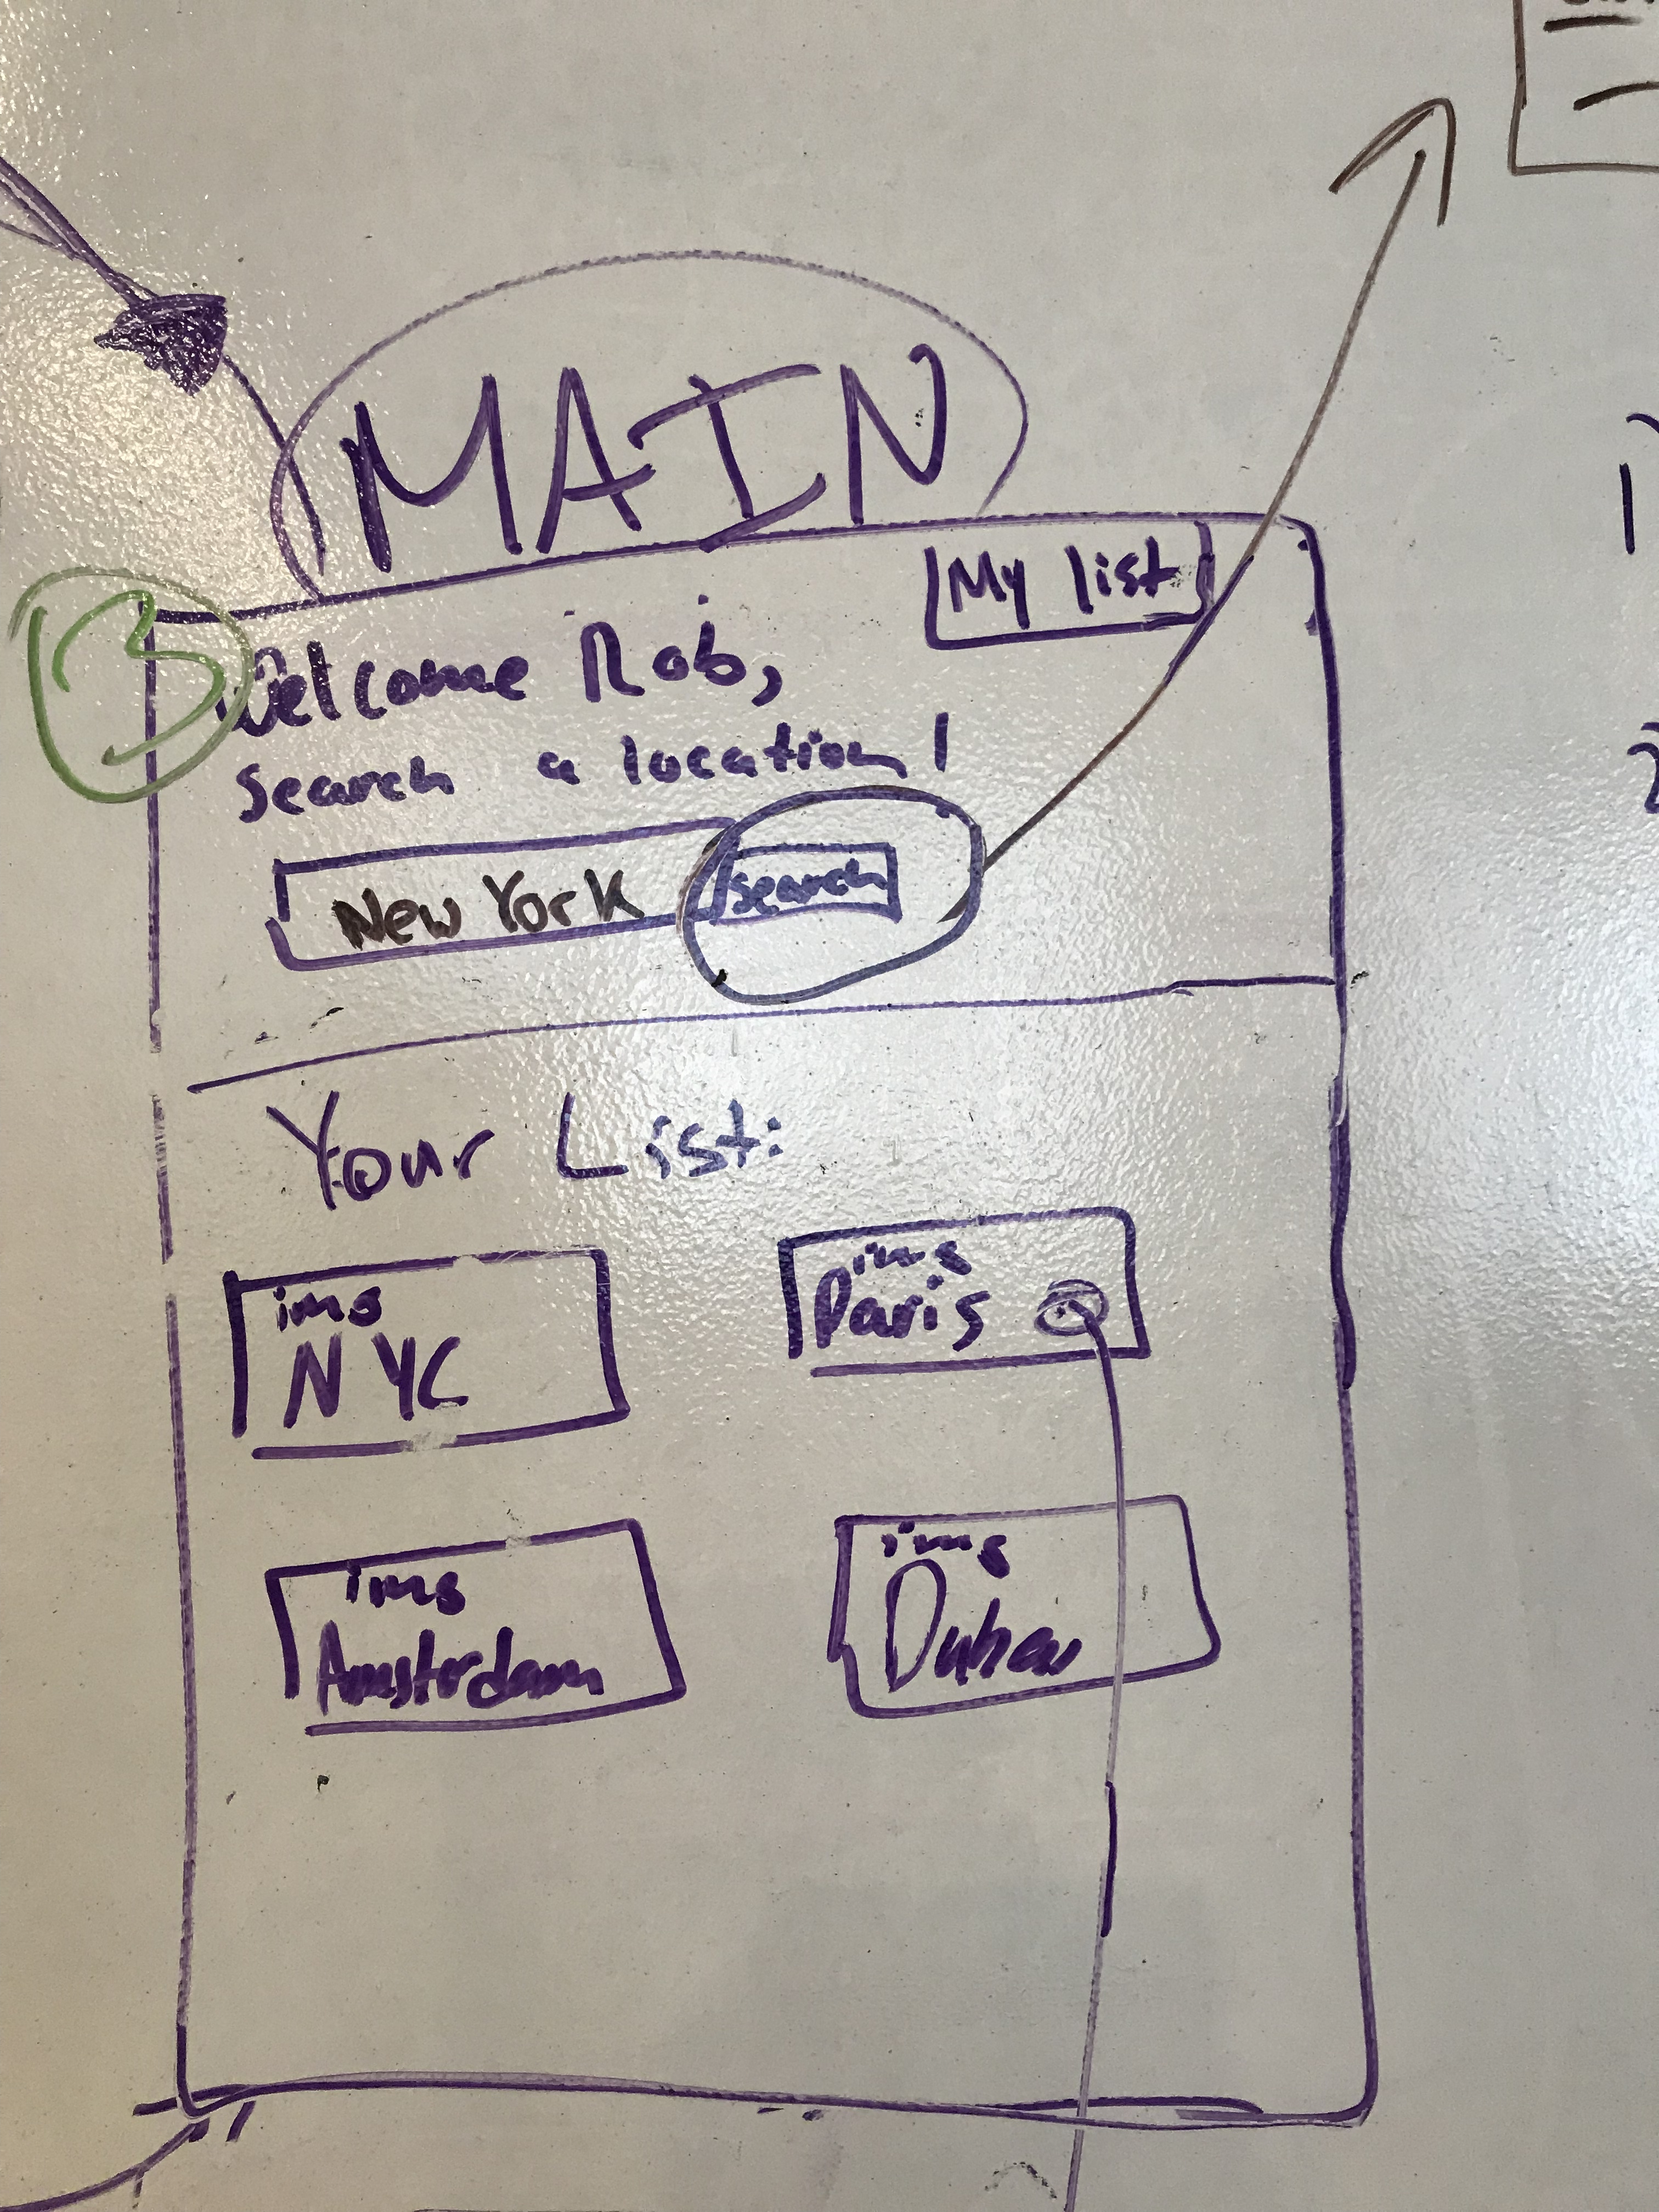 MAIN
My list
3
Welcome Rob,
search a location!
New York
search
Your List:
img
NYC
img
Paris
img
Amsterdam
img
1)